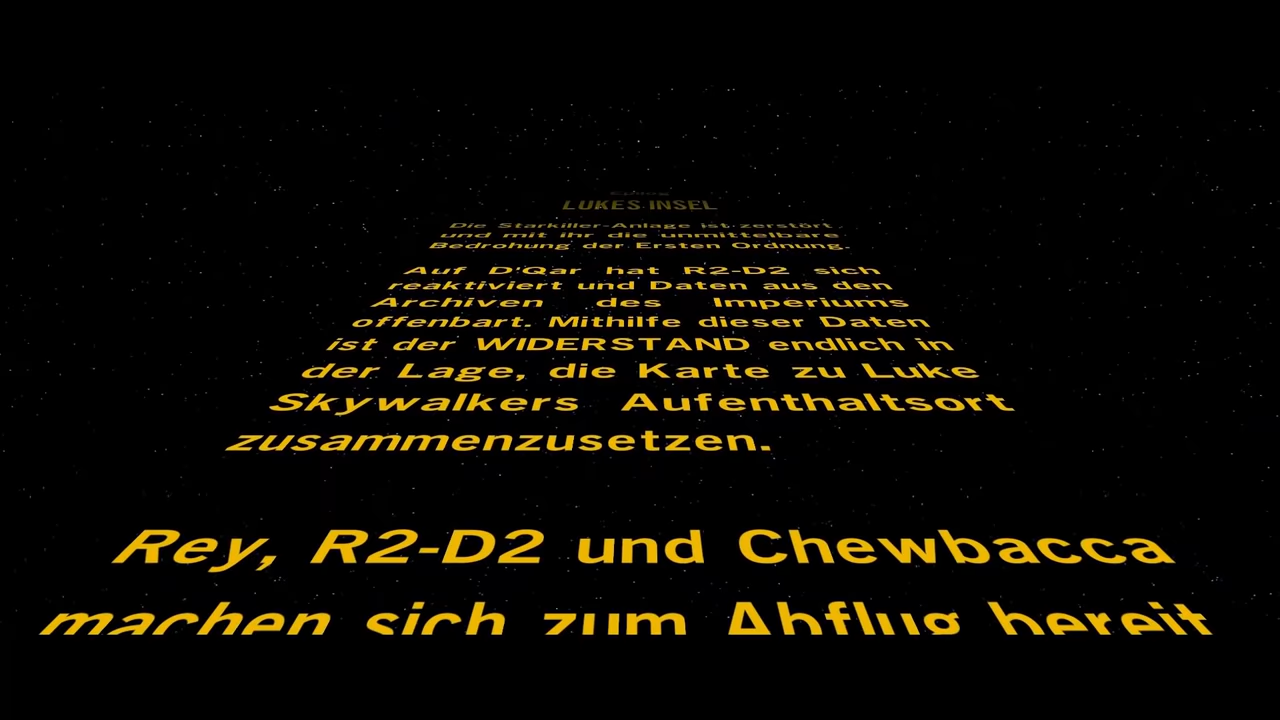 Epilog
LUKES INSEL
Die Starkiller-Anlage ist zerstört
und mit ihr die unmittelbare
Bedrohung der Ersten Ordnung.
Auf D'Qar hat R2-D2 sich
reaktiviert und Daten aus den
Archiven des Imperiums
offenbart. Mithilfe dieser Daten
ist der WIDERSTAND endlich in
der Lage, die Karte zu Luke
Skywalkers Aufenthaltsort
zusammenzusetzen.
Rey, R2-D2 und Chewbacca
machen sich zum Abflug bereit